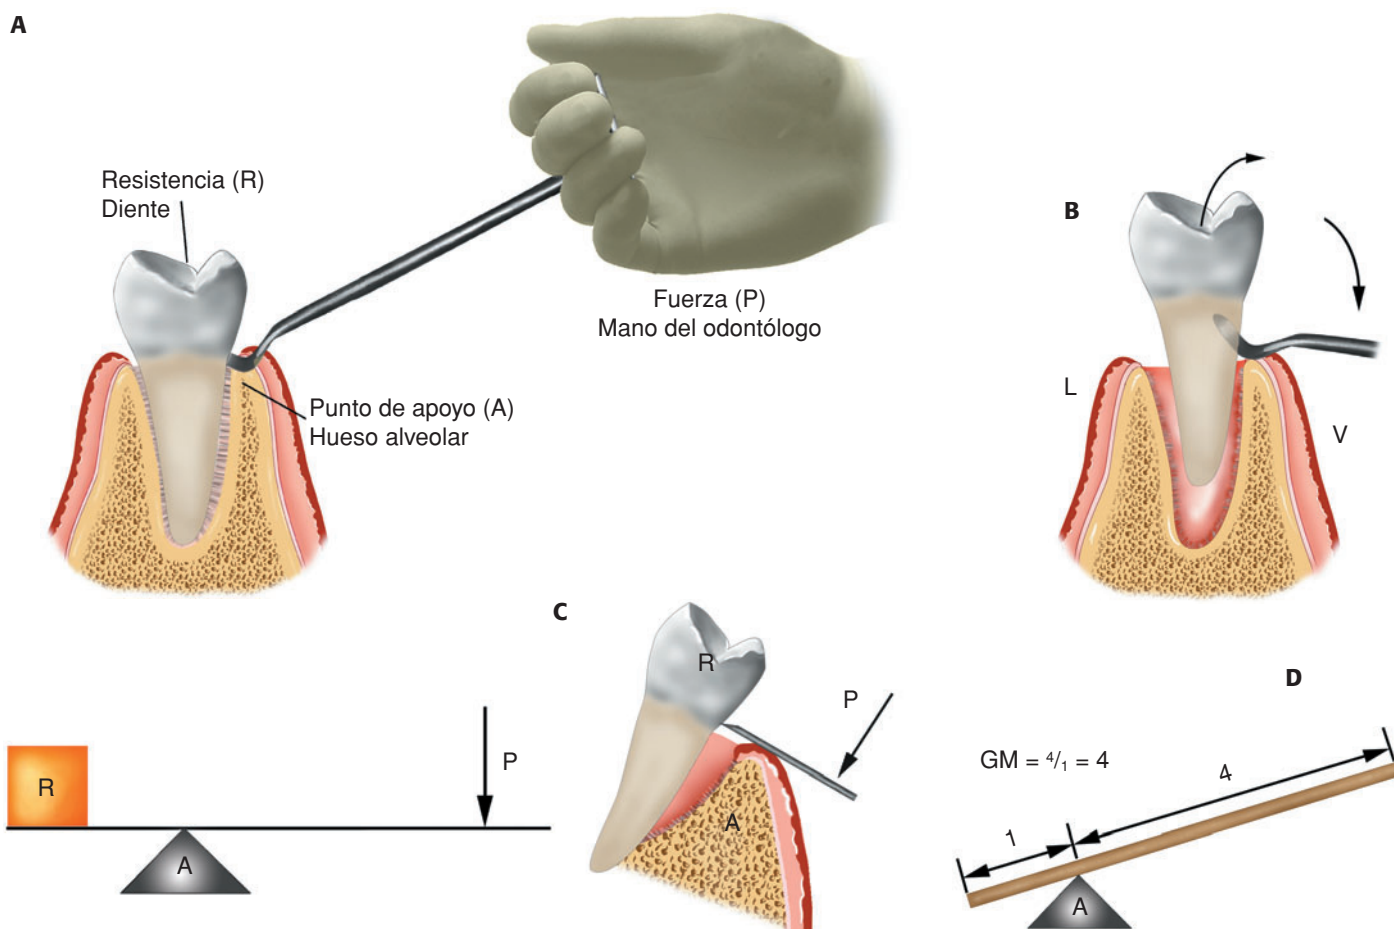 A
Resistencia (R)
Diente
Fuerza (P)
Mano del odontólogo
Punto de apoyo (A)
Hueso alveolar
B
L
V
R
P
A
C
R
P
A
D
GM = 4/1 = 4
1
4
A